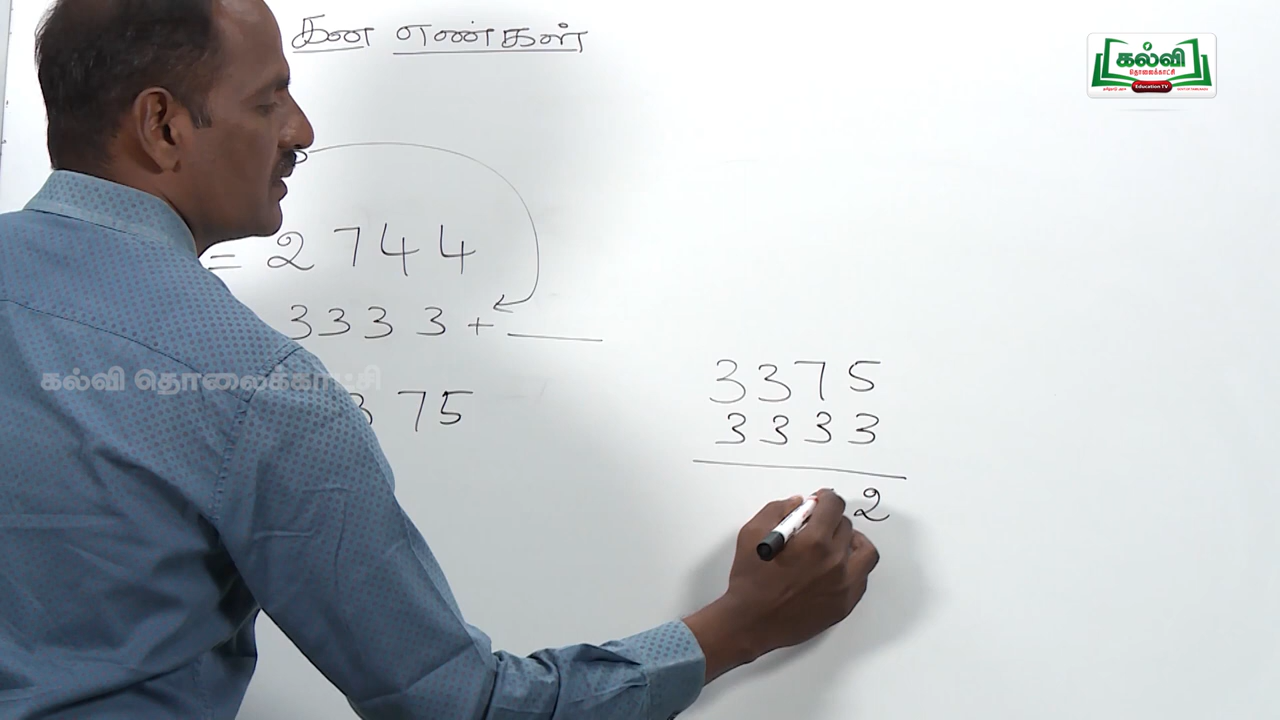 கன எண்கள்
கல்வி
தொலைக்காட்சி
Education TV
= 2744
3333 + ___
கல்வி தொலைக்காட்சி
375
3375
3333
2